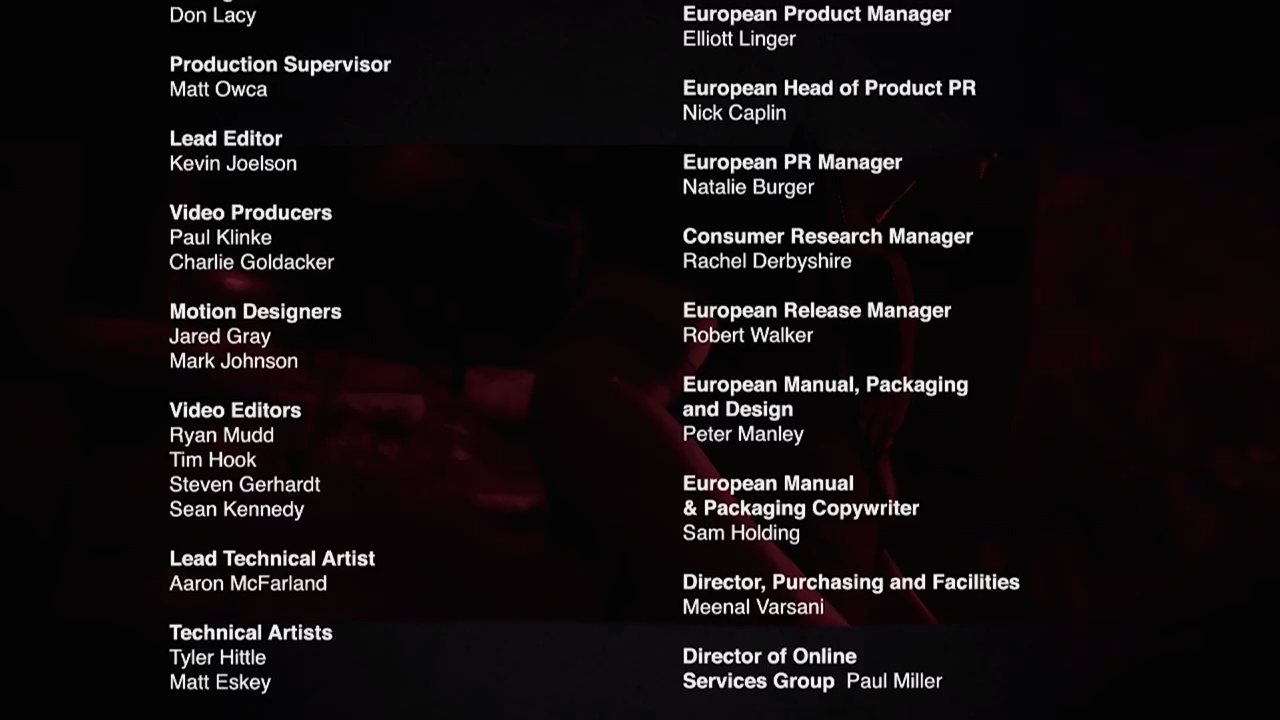 Don Lacy
Production Supervisor
Matt Owca
Lead Editor
Kevin Joelson
Video Producers
Paul Klinke
Charlie Goldacker
Motion Designers
Jared Gray
Mark Johnson
Video Editors
Ryan Mudd
Tim Hook
Steven Gerhardt
Sean Kennedy
Lead Technical Artist
Aaron McFarland
Technical Artists
Tyler Hittle
Matt Eskey
European Product Manager
Elliott Linger
European Head of Product PR
Nick Caplin
European PR Manager
Natalie Burger
Consumer Research Manager
Rachel Derbyshire
European Release Manager
Robert Walker
European Manual, Packaging
and Design
Peter Manley
European Manual
& Packaging Copywriter
Sam Holding
Director, Purchasing and Facilities
Meenal Varsani
Director of Online
Services Group Paul Miller